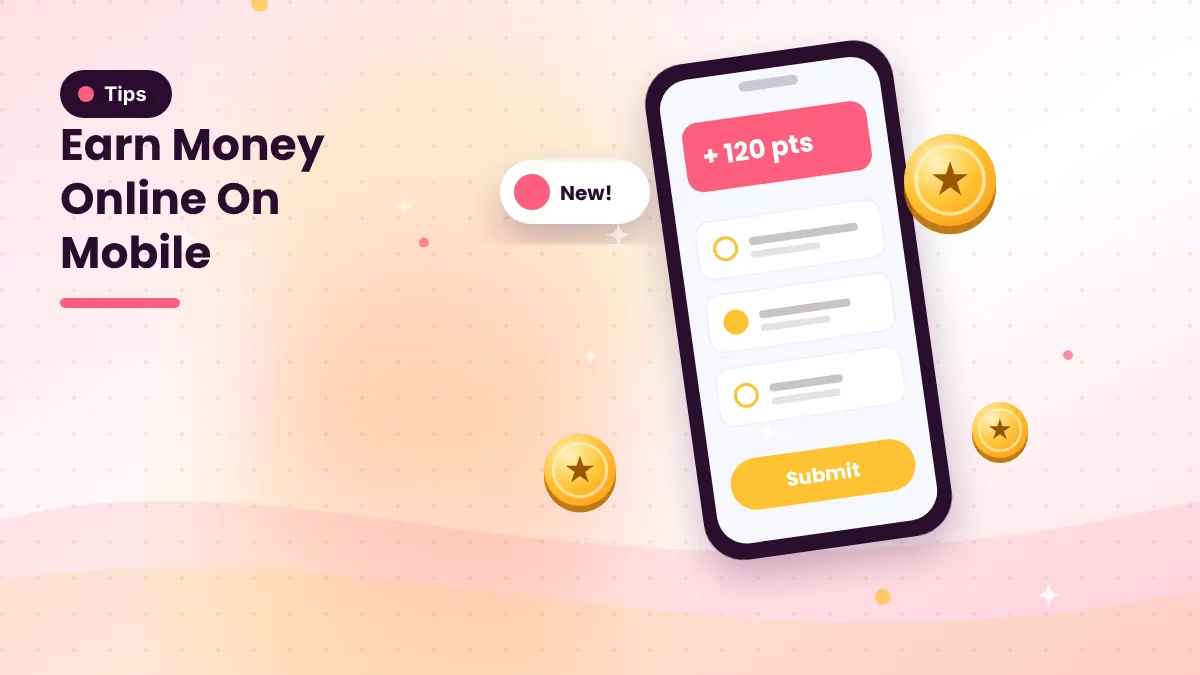 Tips
Earn Money
Online On
Mobile
New!
+ 120 pts
Submit